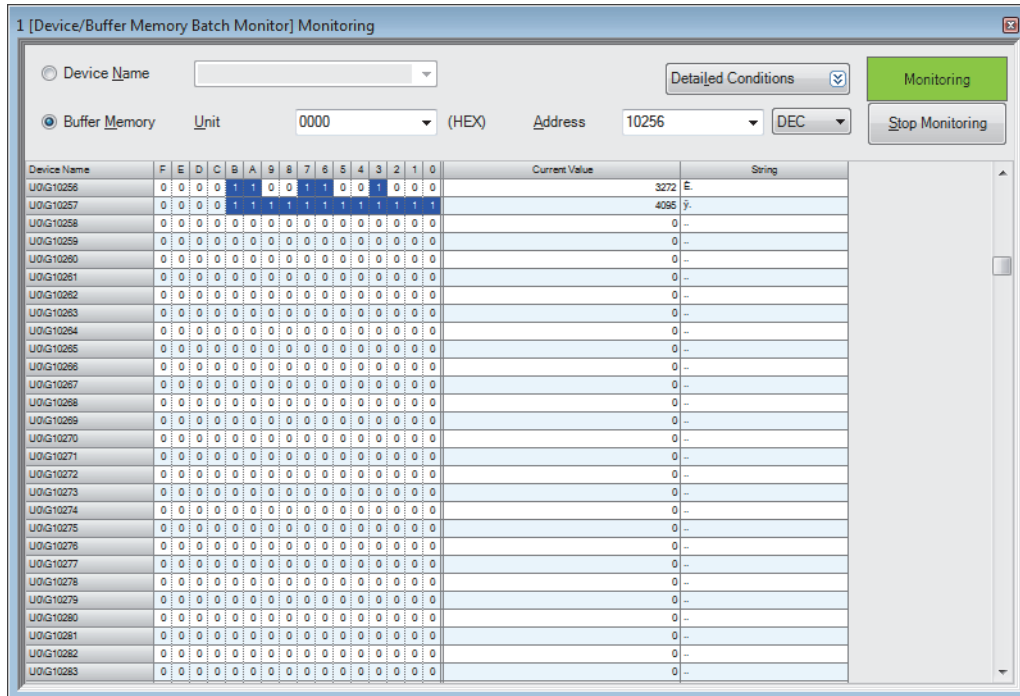 1 [Device/Buffer Memory Batch Monitor] Monitoring
Device Name Detailed Conditions Monitoring
Buffer Memory Unit 0000 (HEX) Address 10256 DEC Stop Monitoring
Device Name F E D C B A 9 8 7 6 5 4 3 2 1 0 Current Value String
U0\G10256 0 0 0 0 1 1 0 0 1 1 0 0 1 0 0 0 3272 È.
U0\G10257 0 0 0 0 1 1 1 1 1 1 1 1 1 1 1 1 4095 ÿ.
U0\G10258 0 0 0 0 0 0 0 0 0 0 0 0 0 0 0 0 0 ..
U0\G10259 0 0 0 0 0 0 0 0 0 0 0 0 0 0 0 0 0 ..
U0\G10260 0 0 0 0 0 0 0 0 0 0 0 0 0 0 0 0 0 ..
U0\G10261 0 0 0 0 0 0 0 0 0 0 0 0 0 0 0 0 0 ..
U0\G10262 0 0 0 0 0 0 0 0 0 0 0 0 0 0 0 0 0 ..
U0\G10263 0 0 0 0 0 0 0 0 0 0 0 0 0 0 0 0 0 ..
U0\G10264 0 0 0 0 0 0 0 0 0 0 0 0 0 0 0 0 0 ..
U0\G10265 0 0 0 0 0 0 0 0 0 0 0 0 0 0 0 0 0 ..
U0\G10266 0 0 0 0 0 0 0 0 0 0 0 0 0 0 0 0 0 ..
U0\G10267 0 0 0 0 0 0 0 0 0 0 0 0 0 0 0 0 0 ..
U0\G10268 0 0 0 0 0 0 0 0 0 0 0 0 0 0 0 0 0 ..
U0\G10269 0 0 0 0 0 0 0 0 0 0 0 0 0 0 0 0 0 ..
U0\G10270 0 0 0 0 0 0 0 0 0 0 0 0 0 0 0 0 0 ..
U0\G10271 0 0 0 0 0 0 0 0 0 0 0 0 0 0 0 0 0 ..
U0\G10272 0 0 0 0 0 0 0 0 0 0 0 0 0 0 0 0 0 ..
U0\G10273 0 0 0 0 0 0 0 0 0 0 0 0 0 0 0 0 0 ..
U0\G10274 0 0 0 0 0 0 0 0 0 0 0 0 0 0 0 0 0 ..
U0\G10275 0 0 0 0 0 0 0 0 0 0 0 0 0 0 0 0 0 ..
U0\G10276 0 0 0 0 0 0 0 0 0 0 0 0 0 0 0 0 0 ..
U0\G10277 0 0 0 0 0 0 0 0 0 0 0 0 0 0 0 0 0 ..
U0\G10278 0 0 0 0 0 0 0 0 0 0 0 0 0 0 0 0 0 ..
U0\G10279 0 0 0 0 0 0 0 0 0 0 0 0 0 0 0 0 0 ..
U0\G10280 0 0 0 0 0 0 0 0 0 0 0 0 0 0 0 0 0 ..
U0\G10281 0 0 0 0 0 0 0 0 0 0 0 0 0 0 0 0 0 ..
U0\G10282 0 0 0 0 0 0 0 0 0 0 0 0 0 0 0 0 0 ..
U0\G10283 0 0 0 0 0 0 0 0 0 0 0 0 0 0 0 0 0 ..